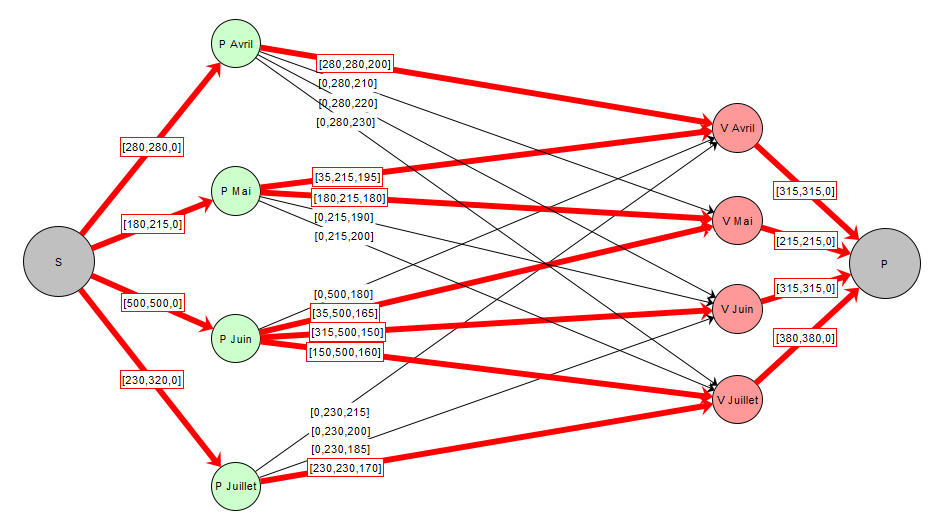 P Avril
[280,280,200]
[0,280,210]
[0,280,220]
[0,280,230]
V Avril
[280,280,0]
P Mai
[35,215,195]
[180,215,180]
[0,215,190]
[0,215,200]
[315,315,0]
[180,215,0]
V Mai
[215,215,0]
S
P
[500,500,0]
[0,500,180]
[35,500,165]
[315,500,150]
[150,500,160]
V Juin
[315,315,0]
P Juin
[380,380,0]
[230,320,0]
V Juillet
[0,230,215]
[0,230,200]
[0,230,185]
[230,230,170]
P Juillet